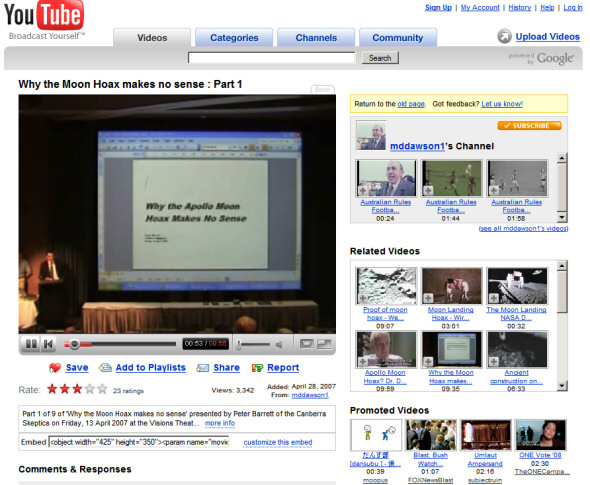 You Tube
Broadcast Yourself™
Sign Up | My Account | History | Help | Log In
Videos
Categories
Channels
Community
Upload Videos
Search
powered by Google
Why the Moon Hoax makes no sense : Part 1
Why the Apollo Moon
Hoax Makes No Sense
00:53
Save
Add to Playlists
Share
Report
Rate:
23 ratings
Views: 3,342
Added: April 28, 2007
From: mddawson1
Part 1 of 9 of 'Why the Moon Hoax makes no sense' presented by Peter Barrett of the Canberra
Skeptics on Friday, 13 April 2007 at the Visions Theat... more info
Embed <object width="425" height="350"><param name="movie
customize this embed
Comments & Responses
Return to the old page. Got feedback? Let us know!
SUBSCRIBE
mddawson1's Channel
Australian Rules
Footba...
00:24
Australian Rules
Footba...
01:44
Australian Rules
Footba...
01:58
(see all mddawson1's videos)
Related Videos
Proof of moon
hoax - We...
09:07
Moon Landing
Hoax - Wir...
03:01
The Moon Landing
NASA D...
00:32
Apollo Moon
Hoax? Dr. D...
09:59
Why the Moon
Hoax makes...
09:35
Ancient
construction on...
06:33
Promoted Videos
だんす部
[dansubu ] -
00:39
moopus
Blast: Bush
Watch...
01:07
FOXNewsBlast
Umlaut
Ampersand
02:16
subjectruin
ONE Vote '08
02:30
TheONECampa...